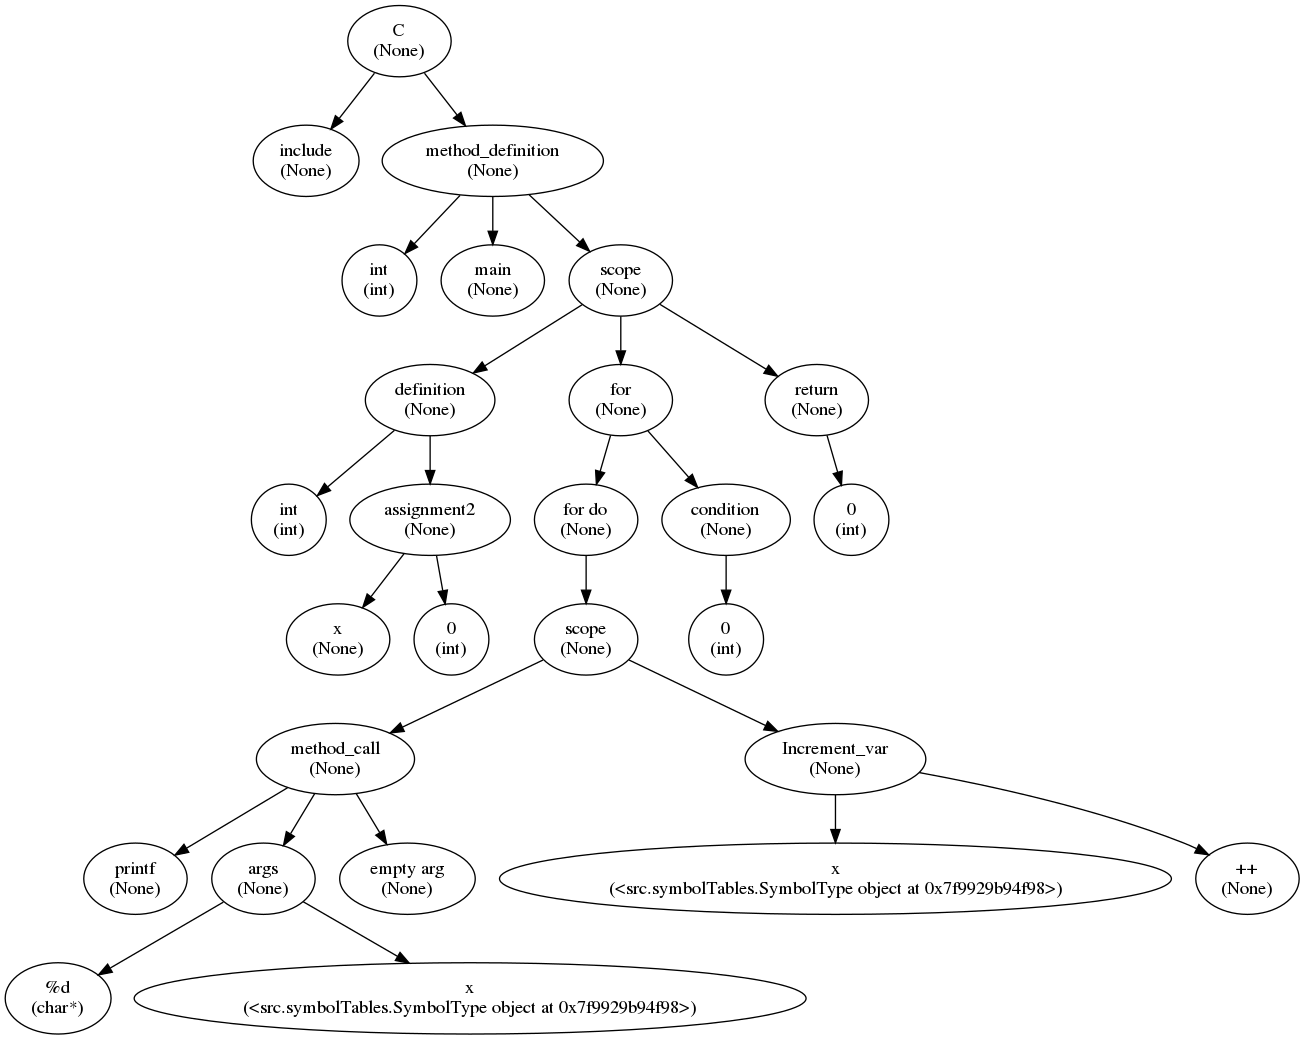 C
(None)
include
(None)
method_definition
(None)
int
(int)
main
(None)
scope
(None)
definition
(None)
for
(None)
return
(None)
int
(int)
assignment2
(None)
for do
(None)
condition
(None)
0
(int)
x
(None)
0
(int)
scope
(None)
0
(int)
method_call
(None)
Increment_var
(None)
printf
(None)
args
(None)
empty arg
(None)
x
(<src.symbolTables.SymbolType object at 0x7f9929b94f98>)
++
(None)
%d
(char*)
x
(<src.symbolTables.SymbolType object at 0x7f9929b94f98>)